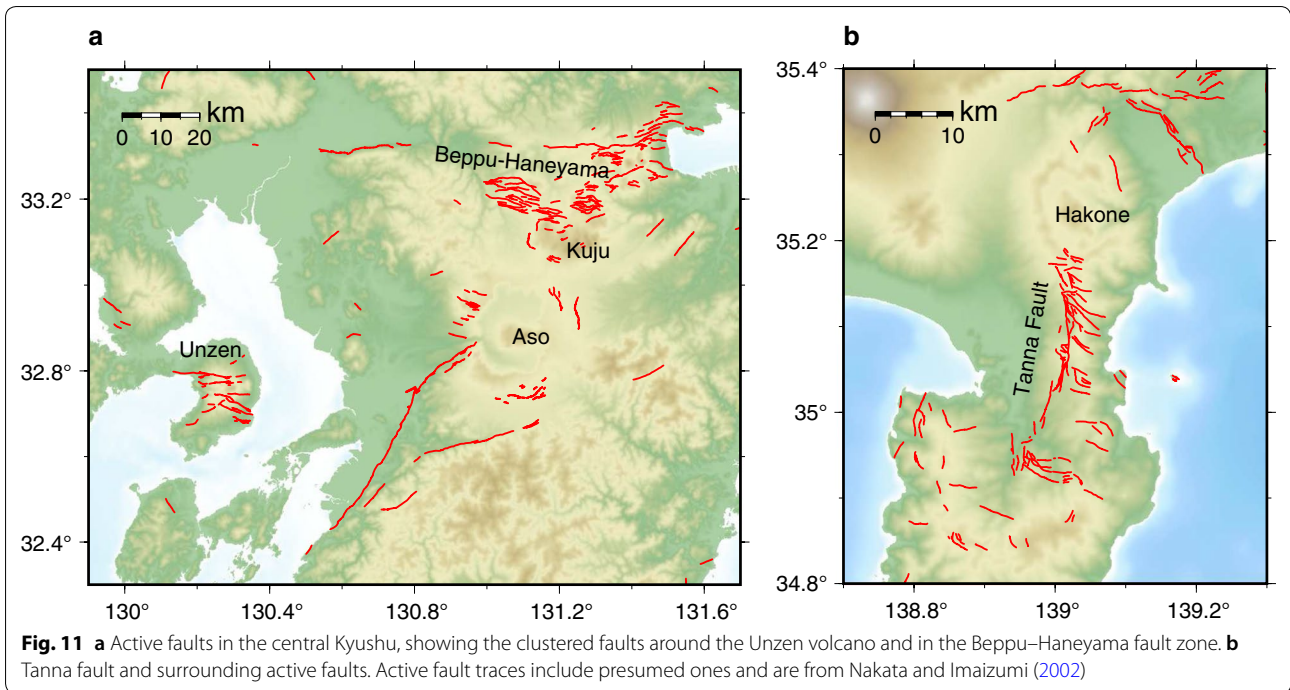 a
km
0 10 20
Beppu-Haneyama
Kuju
Aso
Unzen
33.2°
32.8°
32.4°
130° 130.4° 130.8° 131.2° 131.6°
b
km
0 10
Hakone
Tanna Fault
35.4°
35.2°
35°
34.8°
138.8° 139° 139.2°
Fig. 11 a Active faults in the central Kyushu, showing the clustered faults around the Unzen volcano and in the Beppu–Haneyama fault zone. b
Tanna fault and surrounding active faults. Active fault traces include presumed ones and are from Nakata and Imaizumi (2002)